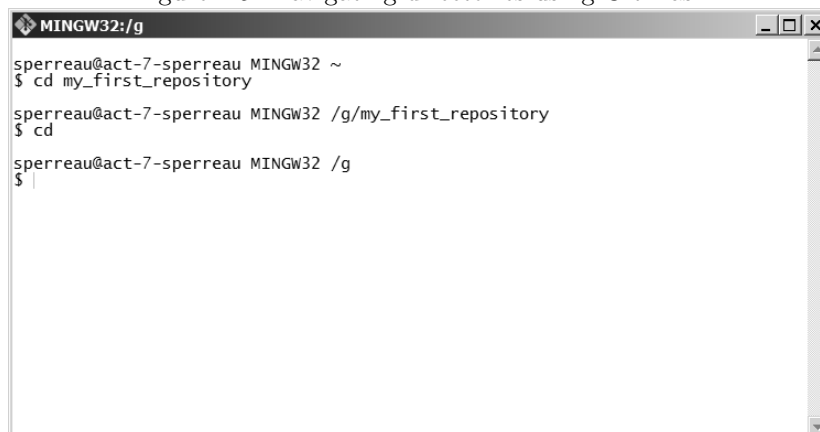 MINGW32:/g
sperreau@act-7-sperreau MINGW32 ~
$ cd my_first_repository
sperreau@act-7-sperreau MINGW32 /g/my_first_repository
$ cd
sperreau@act-7-sperreau MINGW32 /g
$